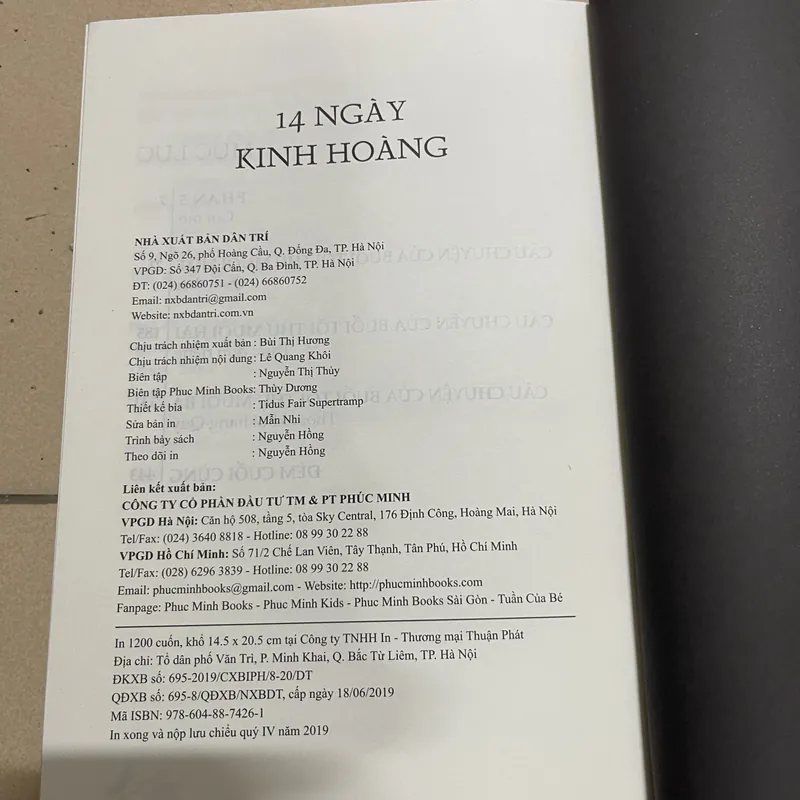 14 NGÀY
KINH HOÀNG
NHÀ XUẤT BẢN DÂN TRÍ
Số 9, Ngõ 26, phố Hoàng Cầu, Q. Đống Đa, TP. Hà Nội
VPGD: Số 347 Đội Cấn, Q. Ba Đình, TP. Hà Nội
ĐT: (024) 66860751 - (024) 66860752
Email: nxbdantri@gmail.com
Website: nxbdantri.com.vn
Chịu trách nhiệm xuất bản : Bùi Thị Hương
Chịu trách nhiệm nội dung : Lê Quang Khôi
Biên tập : Nguyễn Thị Thúy
Biên tập Phuc Minh Books: Thùy Dương
Thiết kế bìa : Tidus Fair Supertramp
Sửa bản in : Mẫn Nhi
Trình bày sách : Nguyễn Hồng
Theo dõi in : Nguyễn Hồng
Liên kết xuất bản:
CÔNG TY CỔ PHẦN ĐẦU TƯ TM & PT PHÚC MINH
VPGD Hà Nội: Căn hộ 508, tầng 5, tòa Sky Central, 176 Định Công, Hoàng Mai, Hà Nội
Tel/Fax: (024) 3640 8818 - Hotline: 08 99 30 22 88
VPGD Hồ Chí Minh: Số 71/2 Chế Lan Viên, Tây Thạnh, Tân Phú, Hồ Chí Minh
Tel/Fax: (028) 6296 3839 - Hotline: 08 99 30 22 88
Email: phucminhbooks@gmail.com - Website: http://phucminhbooks.com
Fanpage: Phuc Minh Books - Phuc Minh Kids - Phuc Minh Books Sài Gòn - Tuần Của Bé
In 1200 cuốn, khổ 14.5 x 20.5 cm tại Công ty TNHH In - Thương mại Thuận Phát
Địa chỉ: Tổ dân phố Văn Trì, P. Minh Khai, Q. Bắc Từ Liêm, TP. Hà Nội
ĐKXB số: 695-2019/CXBIPH/8-20/DT
QĐXB số: 695-8/QĐXB/NXBDT, cấp ngày 18/06/2019
Mã ISBN: 978-604-88-7426-1
In xong và nộp lưu chiểu quý IV năm 2019